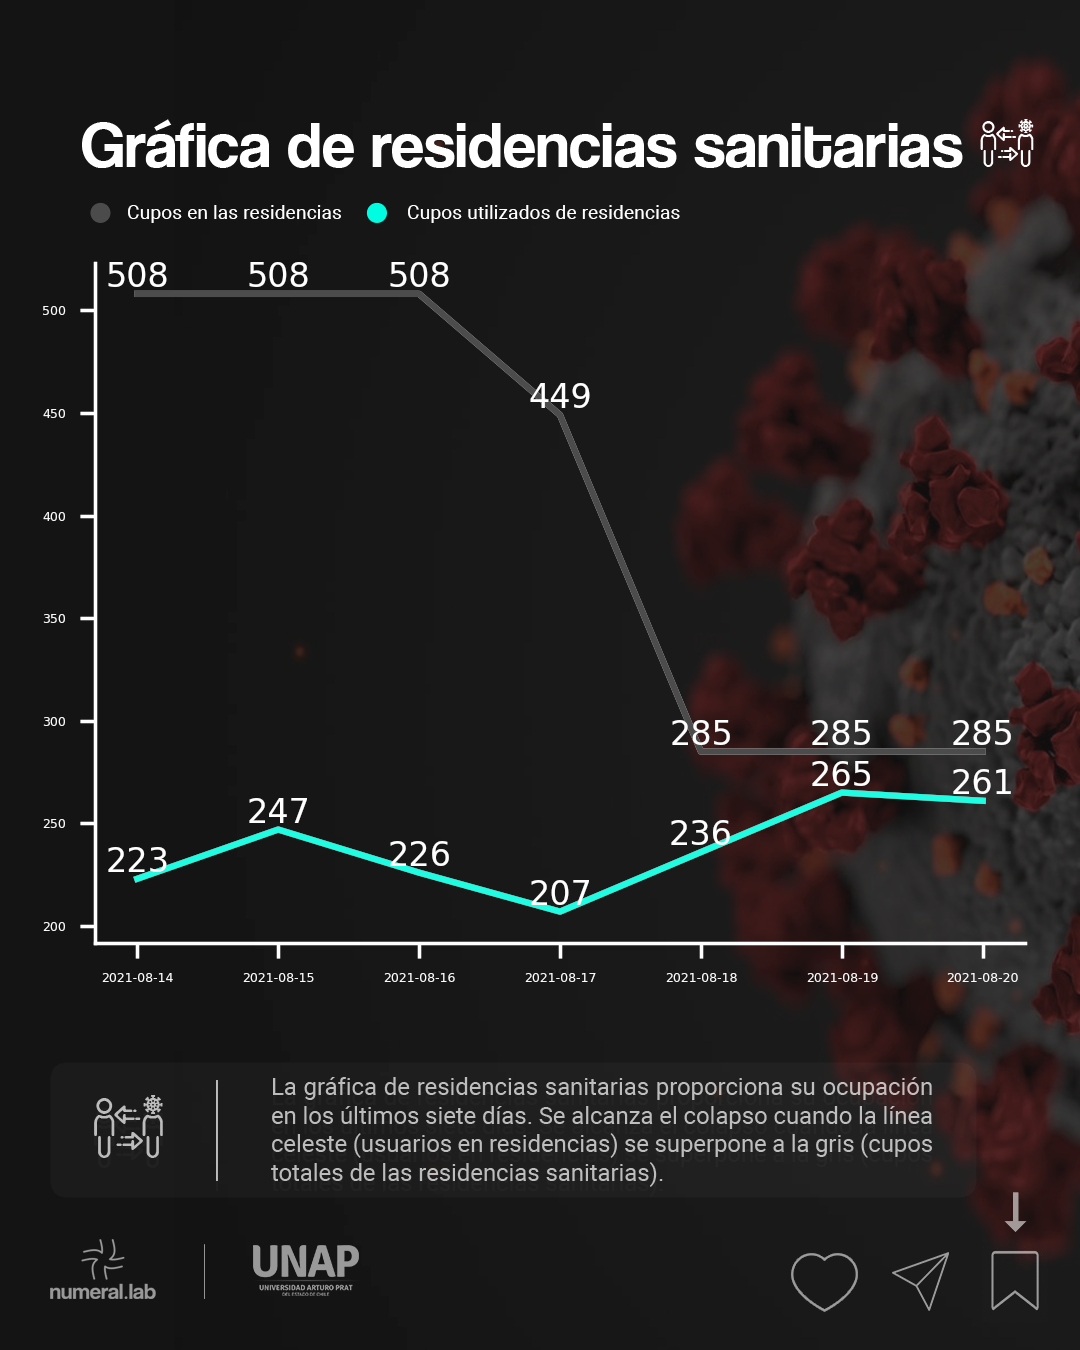 Gráfica de residencias sanitarias
Cupos en las residencias
Cupos utilizados de residencias
508 508 508
500
449
450
400
350
300
285 285 285
265
261
250
247
236
226
223
207
200
2021-08-14 2021-08-15 2021-08-16 2021-08-17 2021-08-18 2021-08-19 2021-08-20
La gráfica de residencias sanitarias proporciona su ocupación
en los últimos siete días. Se alcanza el colapso cuando la línea
celeste (usuarios en residencias) se superpone a la gris (cupos
totales de las residencias sanitarias).
numeral.lab
UNAP
UNIVERSIDAD ARTURO PRAT
DEL ESTADO DE CHILE